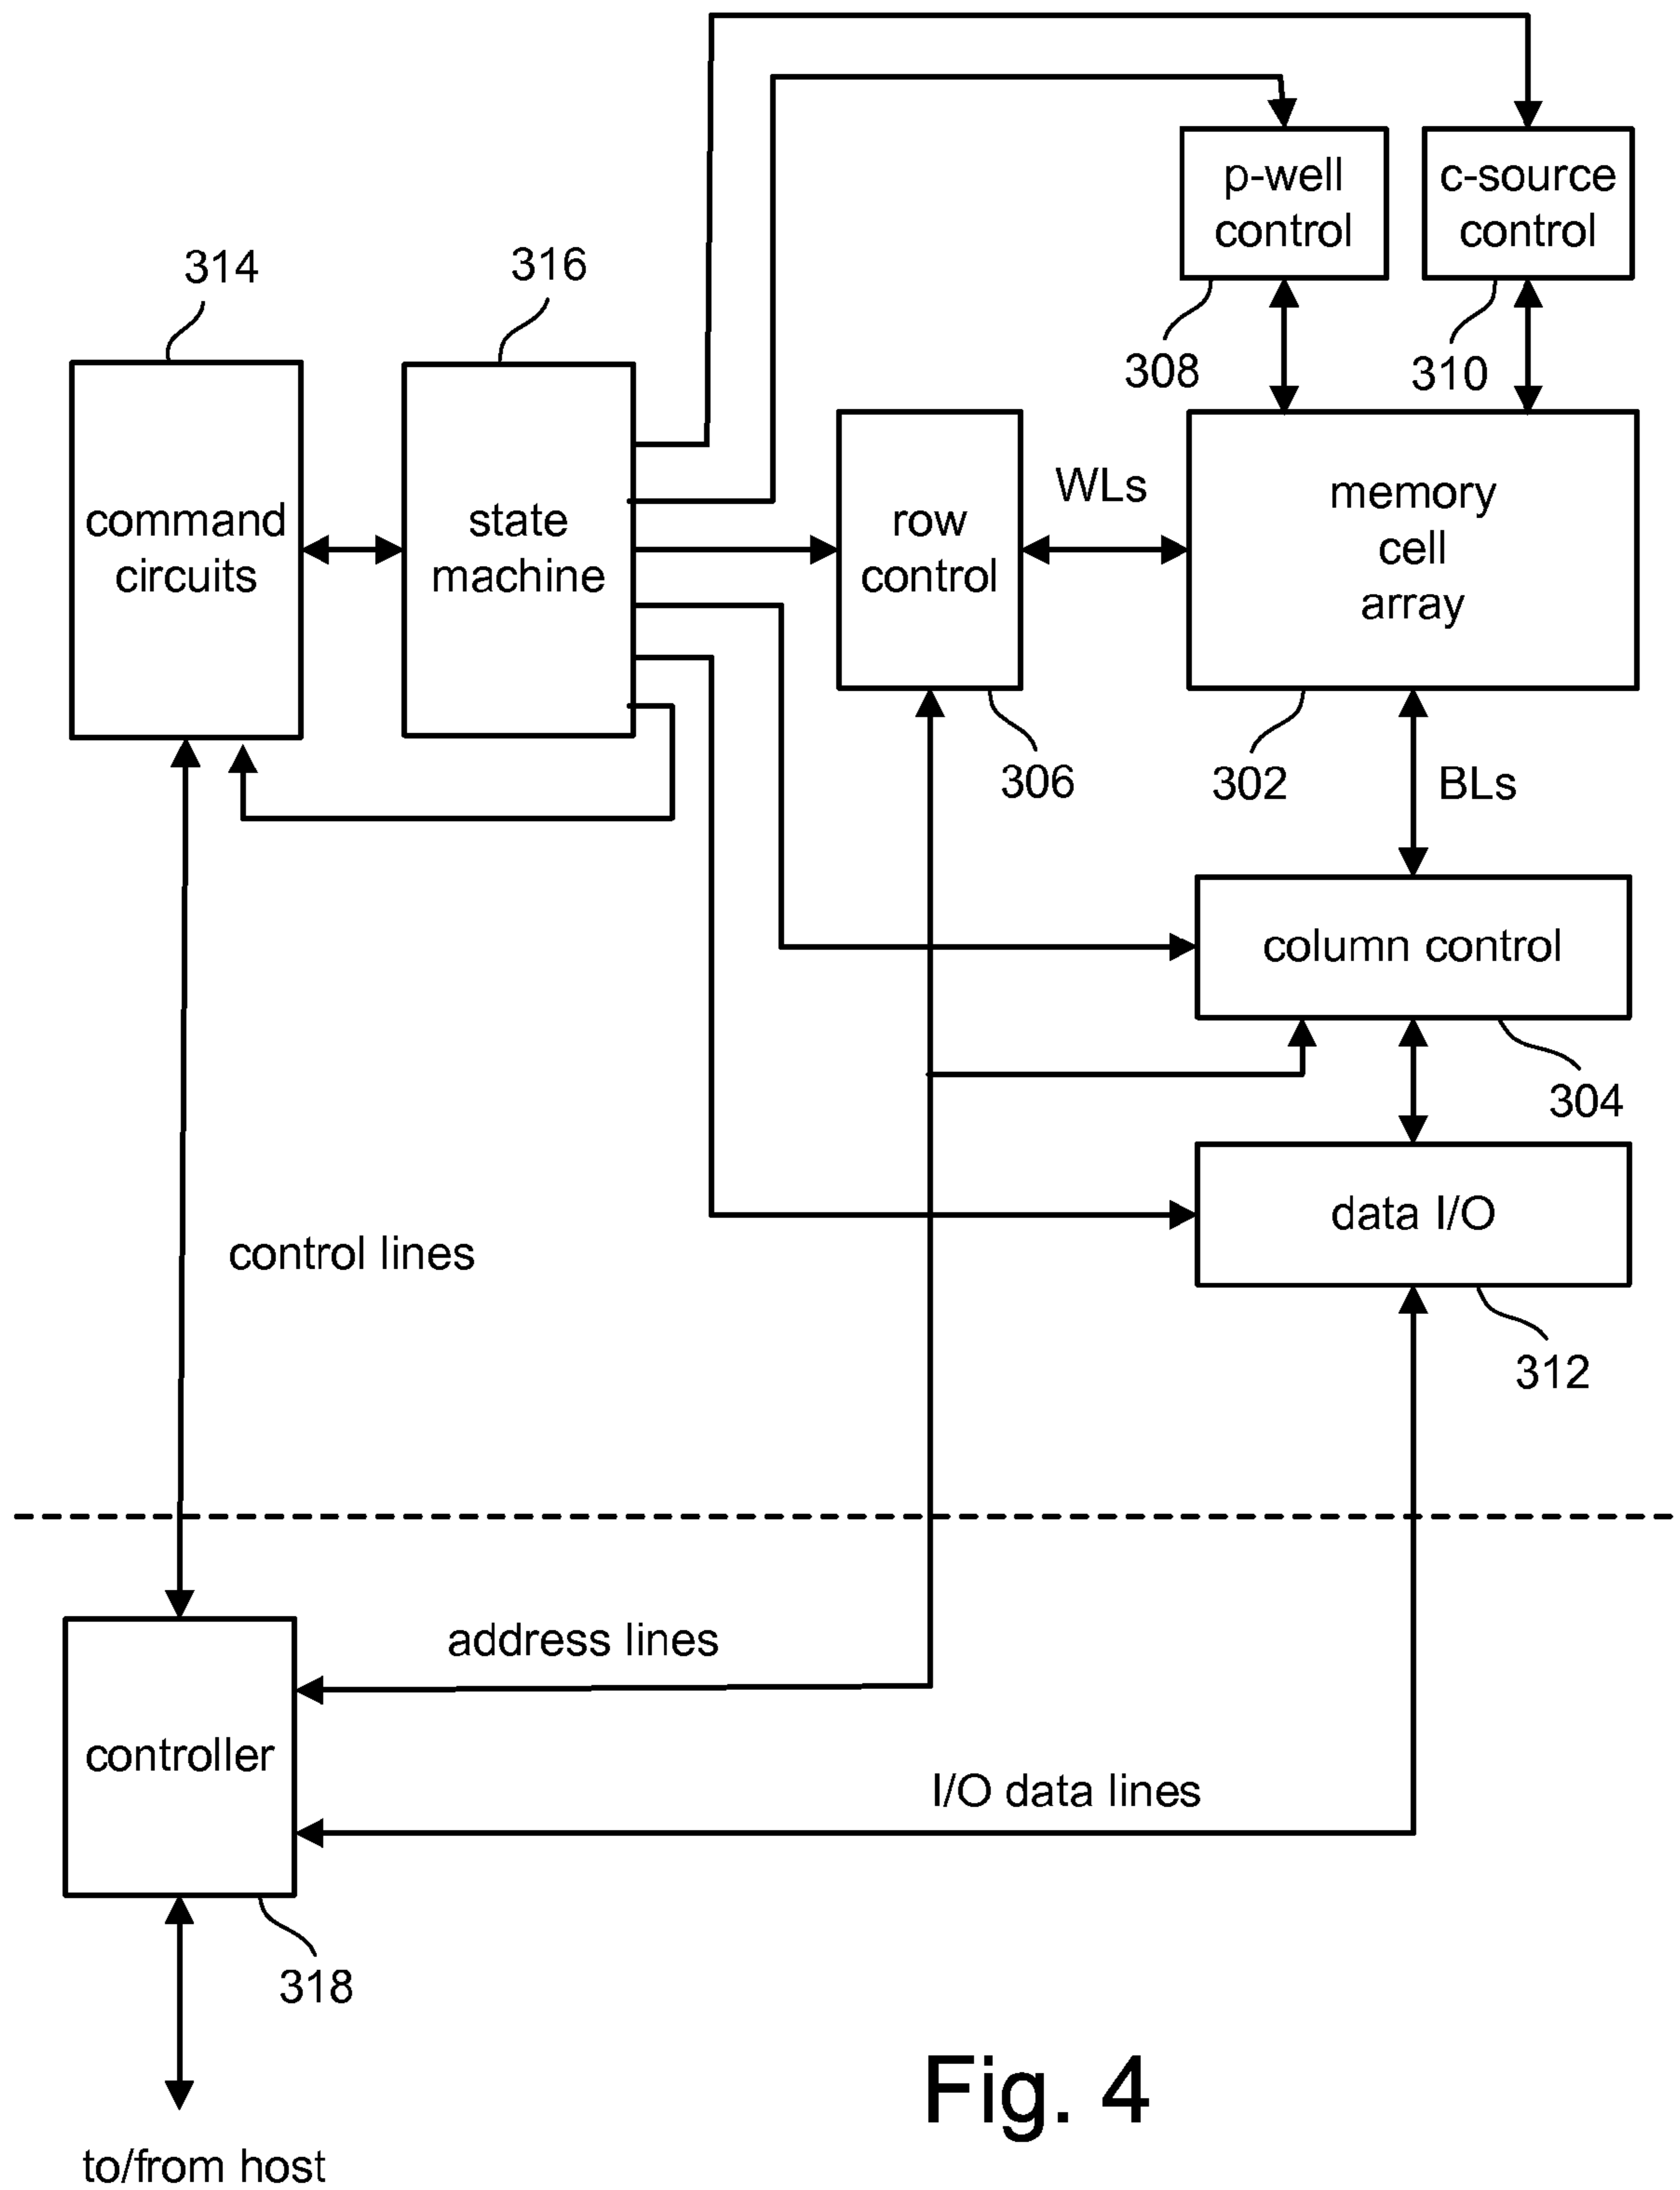 p-well
control
c-source
control
314
316
308
310
command
circuits
state
machine
row
control
WLs
memory
cell
array
306
302
BLs
column control
304
data I/O
control lines
312
address lines
controller
I/O data lines
318
Fig. 4
to/from host